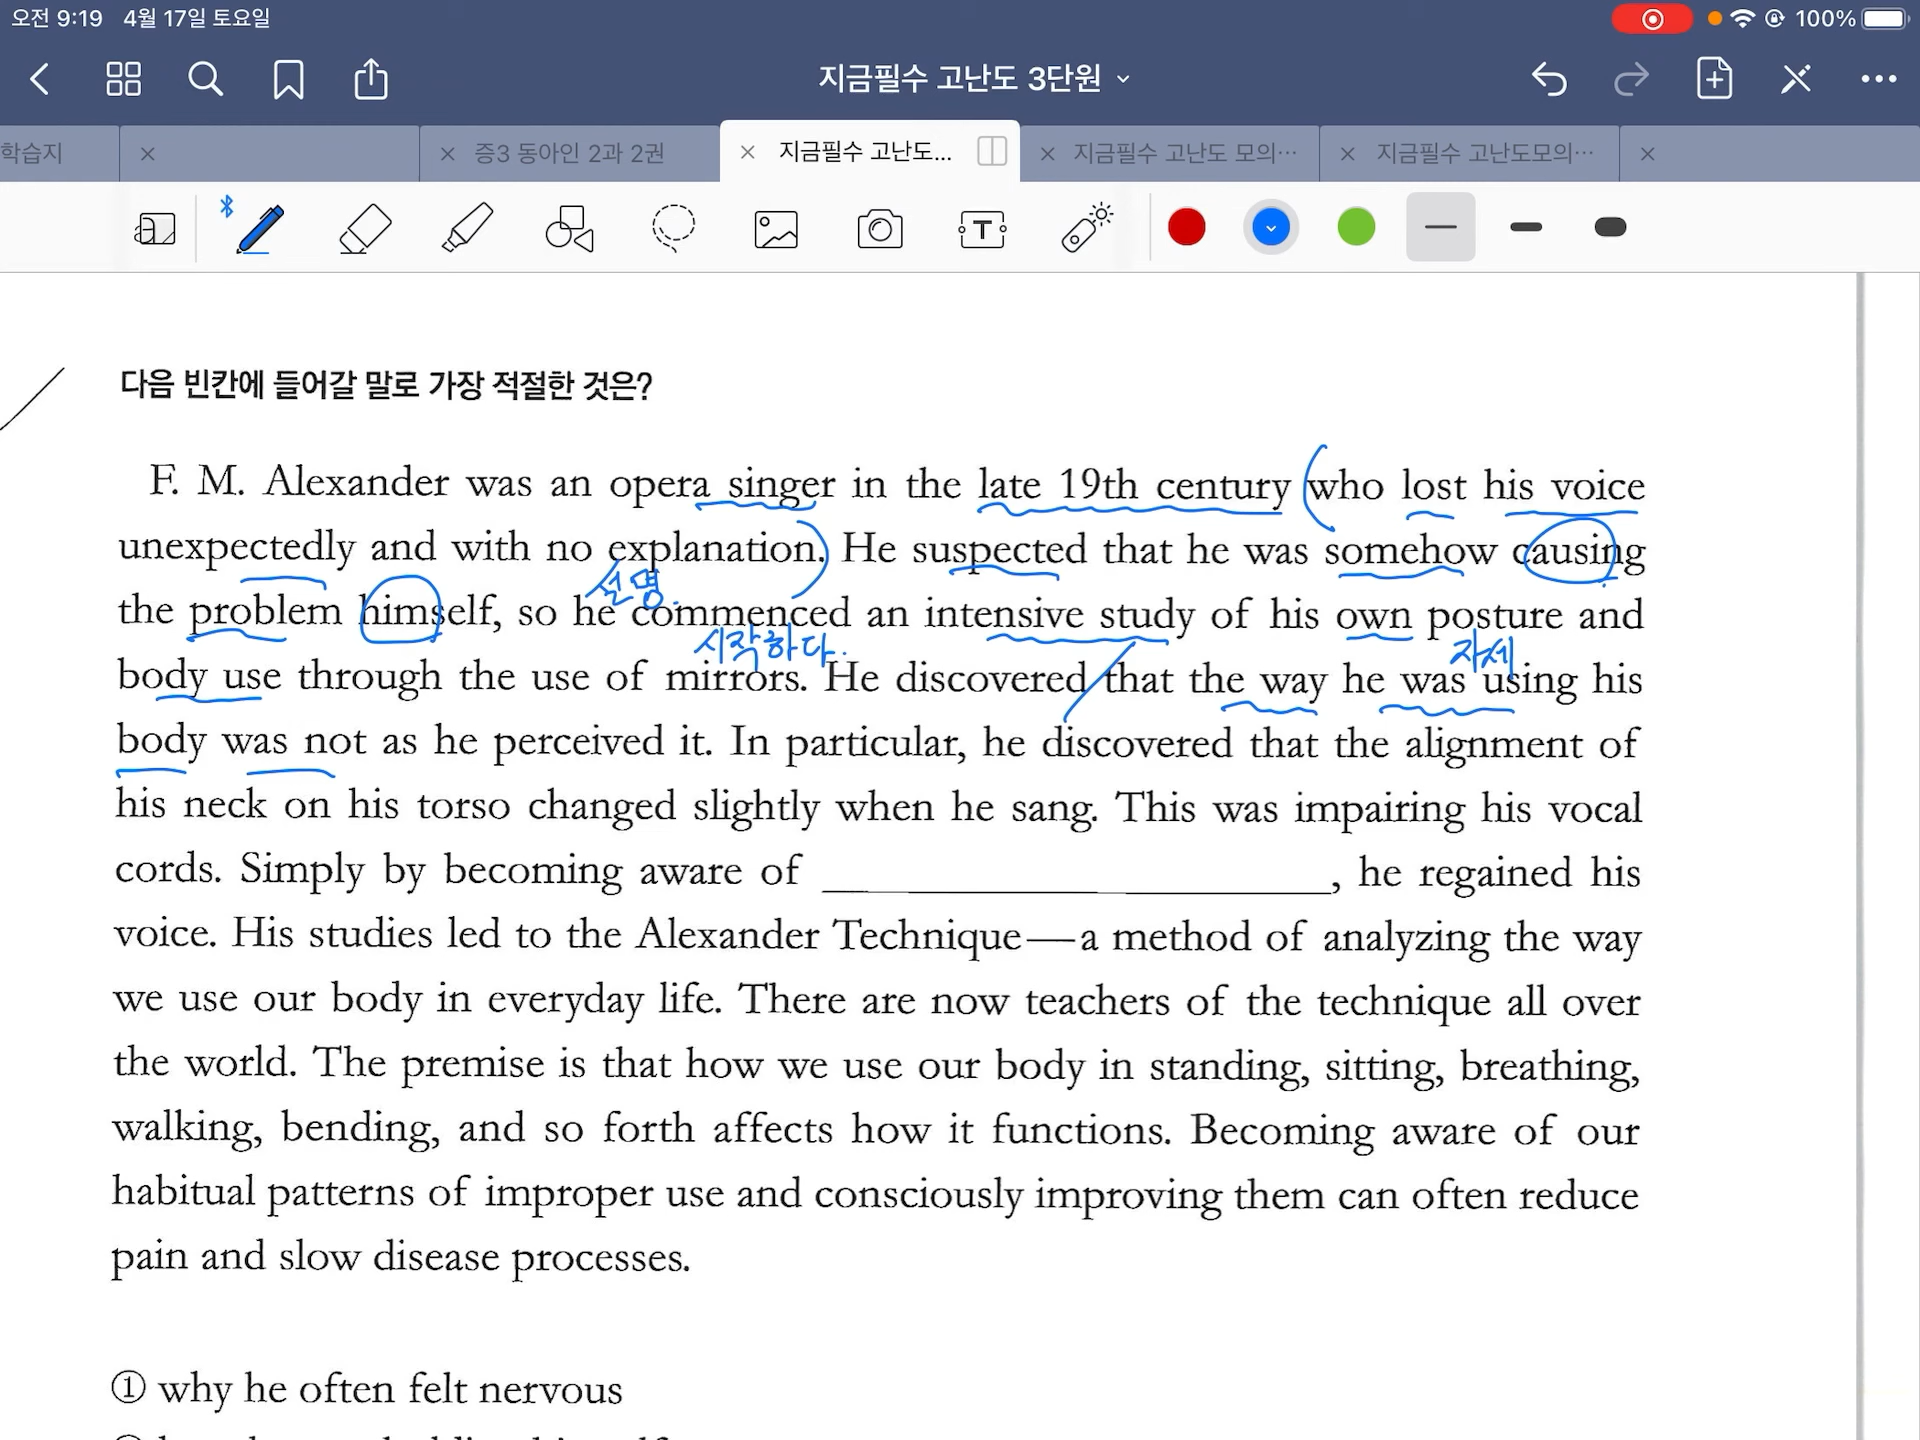 오전 9:19 4월 17일 토요일
100%
지금필수 고난도 3단원
학습지
증3 동아인 2과 2권
지금필수 고난도...
지금필수 고난도 모의…
지금필수 고난도모의…
다음 빈칸에 들어갈 말로 가장 적절한 것은?
F. M. Alexander was an opera singer in the late 19th century who lost his voice
unexpectedly and with no explanation. He suspected that he was somehow causing
설명.
the problem himself, so he commenced an intensive study of his own posture and
시작하다.
자세
body use through the use of mirrors. He discovered that the way he was using his
body was not as he perceived it. In particular, he discovered that the alignment of
his neck on his torso changed slightly when he sang. This was impairing his vocal
cords. Simply by becoming aware of ____________________, he regained his
voice. His studies led to the Alexander Technique—a method of analyzing the way
we use our body in everyday life. There are now teachers of the technique all over
the world. The premise is that how we use our body in standing, sitting, breathing,
walking, bending, and so forth affects how it functions. Becoming aware of our
habitual patterns of improper use and consciously improving them can often reduce
pain and slow disease processes.
① why he often felt nervous